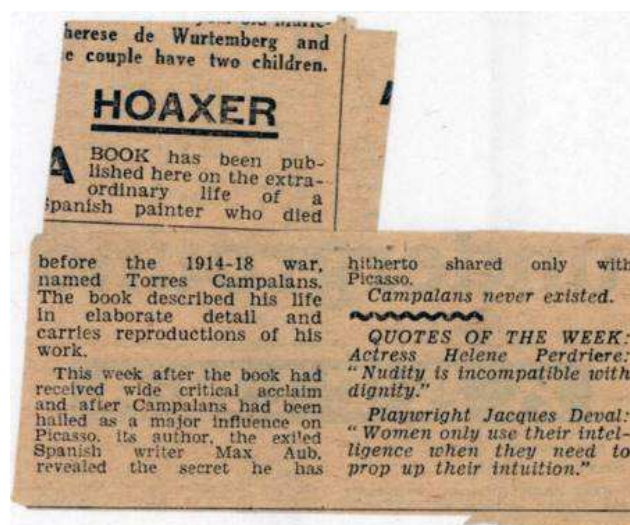 herese de Wurtemberg and
e couple have two children.
HOAXER
A BOOK has been pub-
lished here on the extra-
ordinary life of a
Spanish painter who died
before the 1914-18 war,
named Torres Campalans.
The book described his life
in elaborate detail and
carries reproductions of his
work.
This week after the book had
received wide critical acclaim
and after Campalans had been
hailed as a major influence on
Picasso, its author, the exiled
Spanish writer Max Aub,
revealed the secret he has
hitherto shared only with
Picasso.
Campalans never existed.
QUOTES OF THE WEEK:
Actress Helene Perdriere:
"Nudity is incompatible with
dignity."
Playwright Jacques Deval:
"Women only use their intel-
ligence when they need to
prop up their intuition."